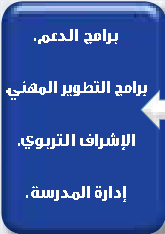 برامج الدعم.
برامج التطوير المهني.
الإشراف التربوي.
إدارة المدرسة.